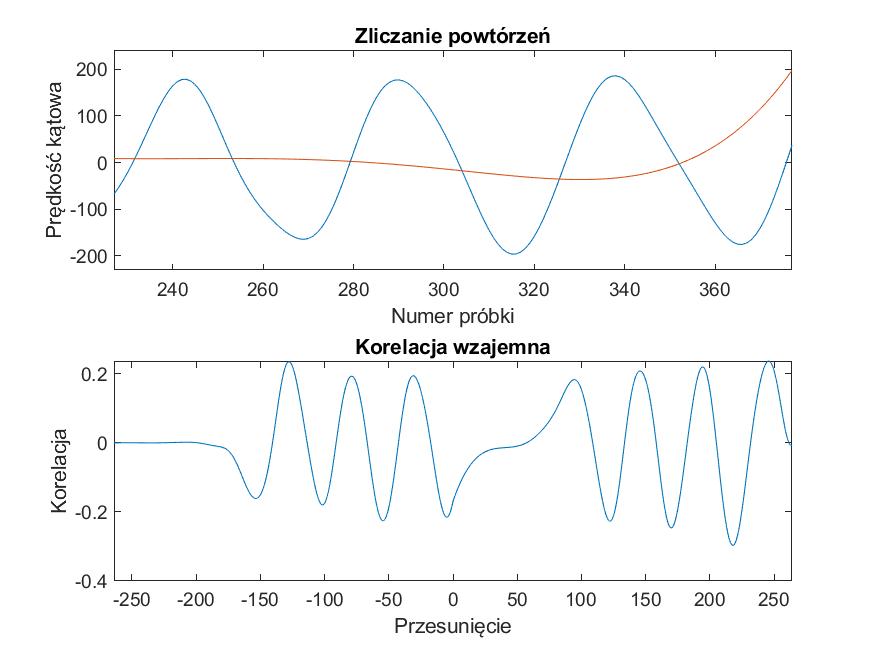 Zliczanie powtórzeń
Prędkość kątowa
200
100
0
-100
-200
240 260 280 300 320 340 360
Numer próbki
Korelacja wzajemna
Korelacja
0.2
0
-0.2
-0.4
-250 -200 -150 -100 -50 0 50 100 150 200 250
Przesunięcie